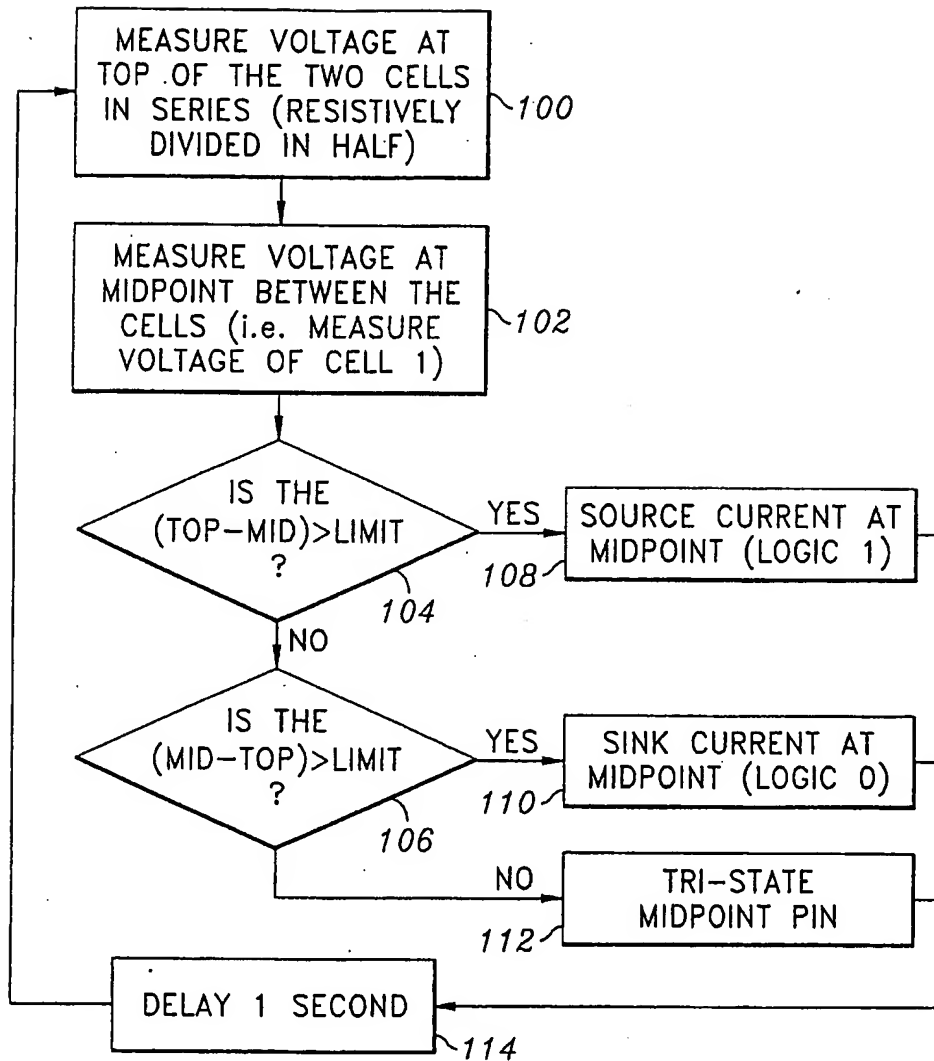 MEASURE VOLTAGE AT
TOP OF THE TWO CELLS
IN SERIES (RESISTIVELY
DIVIDED IN HALF)
100
MEASURE VOLTAGE AT
MIDPOINT BETWEEN THE
CELLS (i.e. MEASURE
VOLTAGE OF CELL 1)
102
IS THE
(TOP-MID)>LIMIT
?
104
YES
SOURCE CURRENT AT
MIDPOINT (LOGIC 1)
108
NO
IS THE
(MID-TOP)>LIMIT
?
106
YES
SINK CURRENT AT
MIDPOINT (LOGIC 0)
110
NO
TRI-STATE
MIDPOINT PIN
112
DELAY 1 SECOND
114